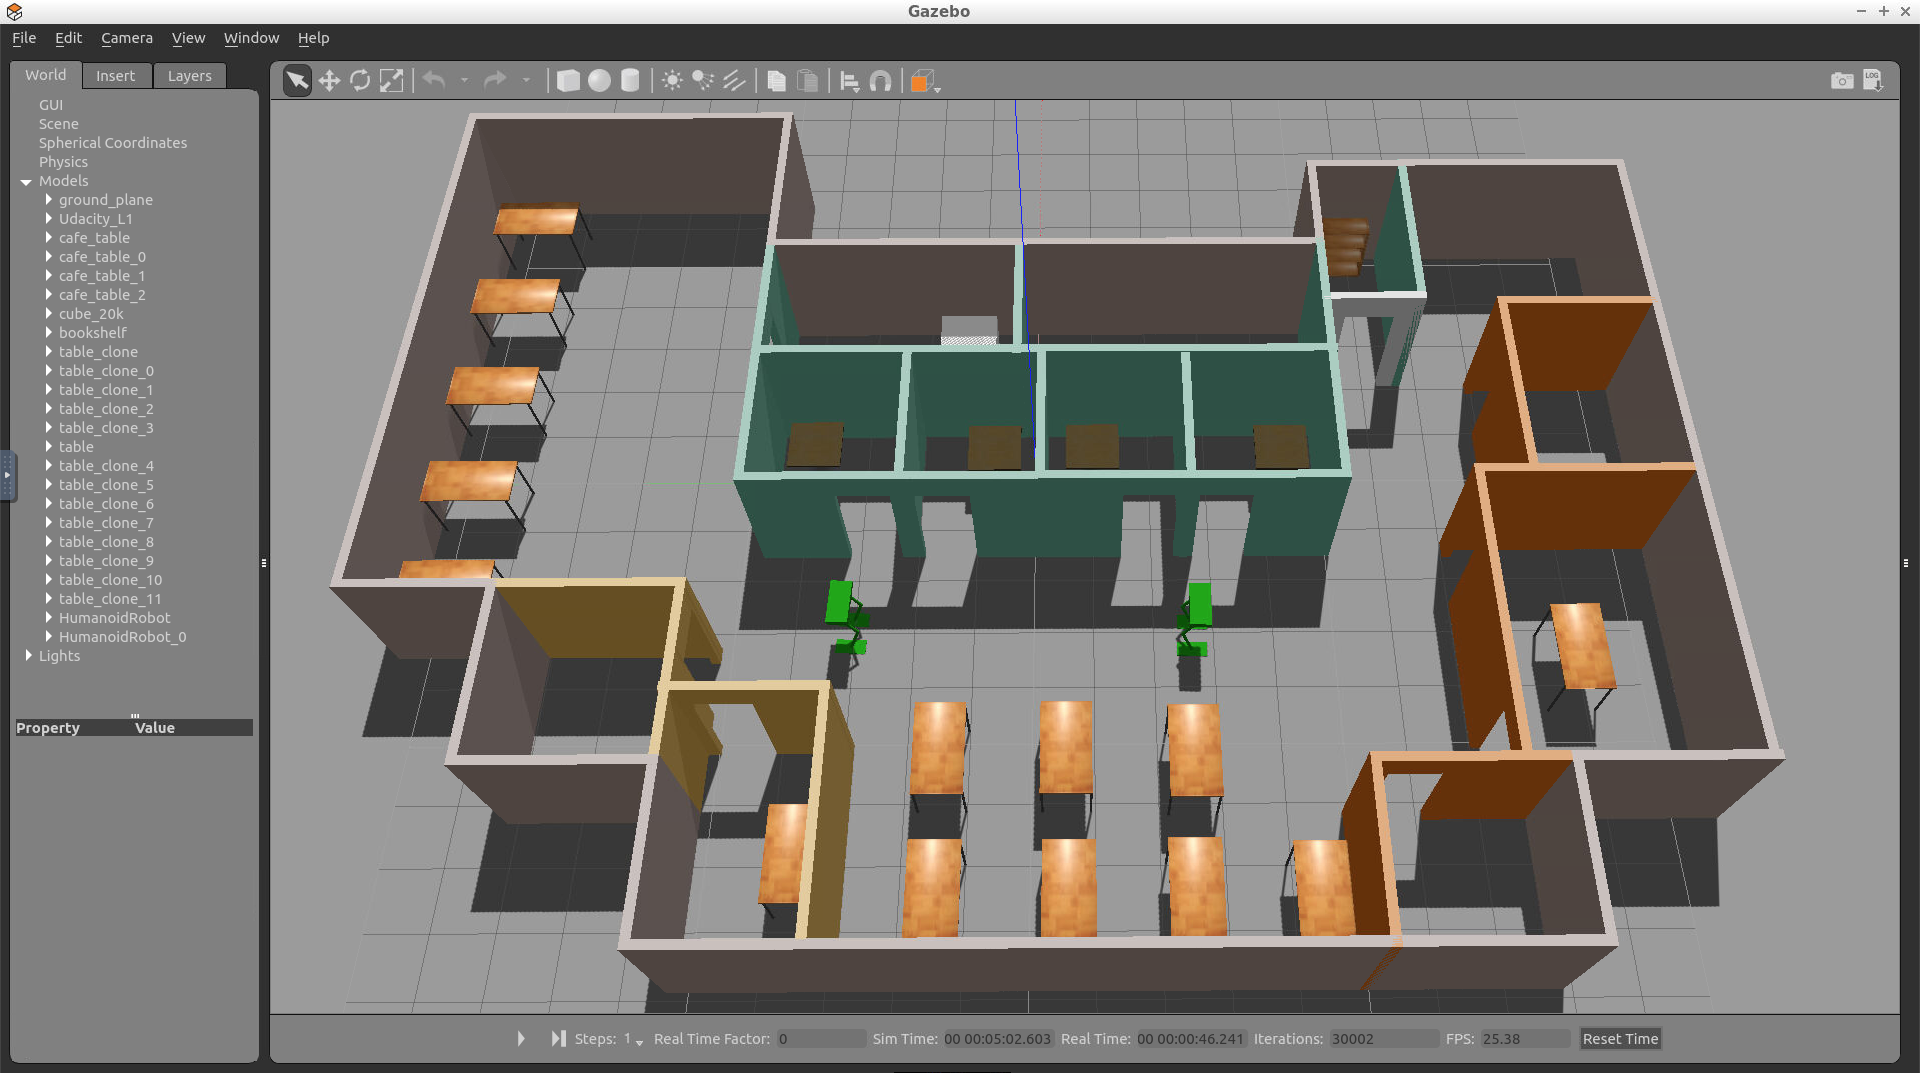 Gazebo
File Edit Camera View Window Help
World Insert Layers
LOG
GUI
Scene
Spherical Coordinates
Physics
Models
ground_plane
Udacity_L1
cafe_table
cafe_table_0
cafe_table_1
cafe_table_2
cube_20k
bookshelf
table_clone
table_clone_0
table_clone_1
table_clone_2
table_clone_3
table
table_clone_4
table_clone_5
table_clone_6
table_clone_7
table_clone_8
table_clone_9
table_clone_10
table_clone_11
HumanoidRobot
HumanoidRobot_0
Lights
Property Value
Steps: 1 Real Time Factor: 0 Sim Time: 00 00:05:02.603 Real Time: 00 00:00:46.241 Iterations: 30002 FPS: 25.38 Reset Time